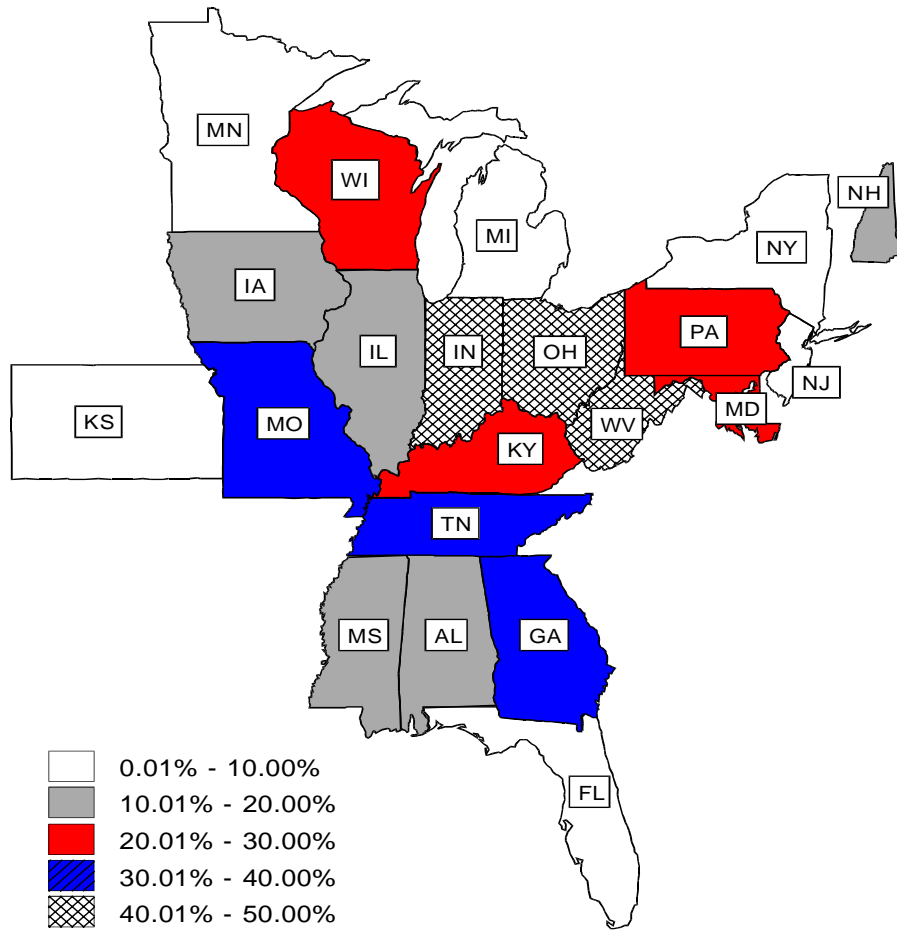 MN
WI
NH
MI
NY
IA
PA
IL
IN
OH
NJ
MD
KS
MO
WV
KY
TN
MS
AL
GA
0.01% - 10.00%
FL
10.01% - 20.00%
20.01% - 30.00%
30.01% - 40.00%
40.01% - 50.00%